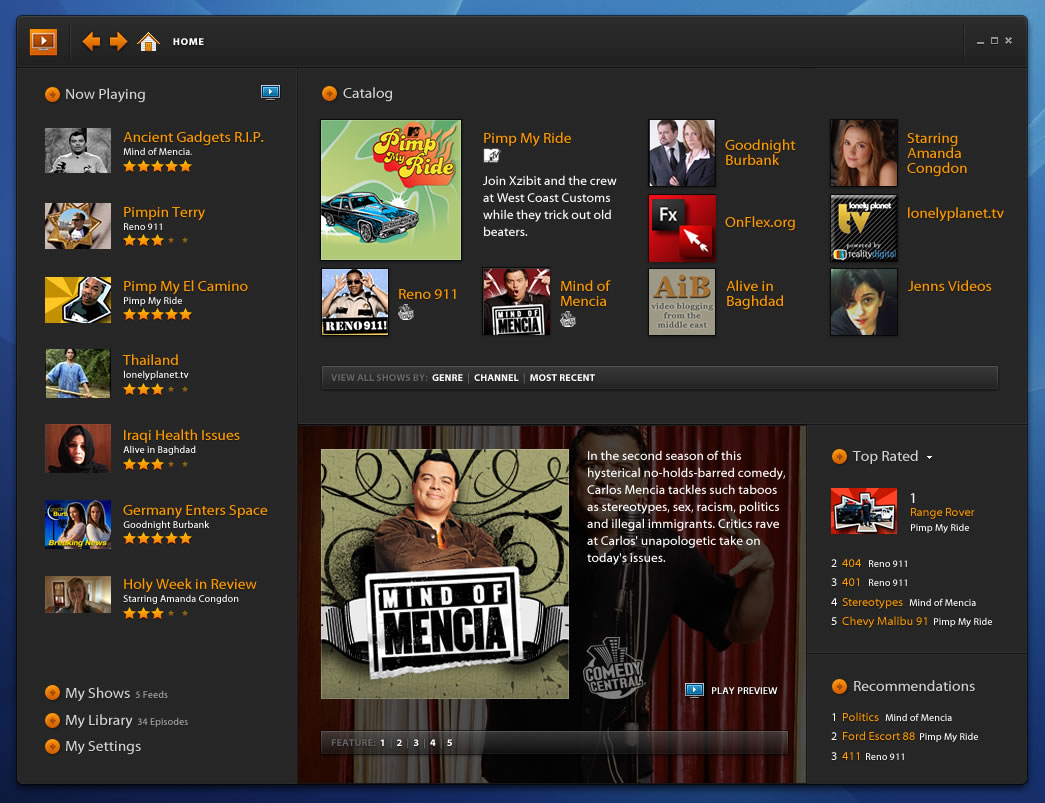 HOME
Now Playing
Ancient Gadgets R.I.P.
Mind of Mencia.
Pimpin Terry
Reno 911
Pimp My El Camino
Pimp My Ride
Thailand
lonelyplanet.tv
Iraqi Health Issues
Alive in Baghdad
Germany Enters Space
Goodnight Burbank
Breaking News
Holy Week in Review
Starring Amanda Congdon
My Shows 5 Feeds
My Library 34 Episodes
My Settings
Catalog
Pimp
My
Ride
Pimp My Ride
Join Xzibit and the crew
at West Coast Customs
while they trick out old
beaters.
Goodnight
Burbank
Starring
Amanda
Congdon
Fx
OnFlex.org
lonely planet
tv
powered by
realitydigital
lonelyplanet.tv
RENO 911!
Reno 911
MIND OF
MENCIA
Mind of
Mencia
AiB
video blogging
from the
middle east
Alive in
Baghdad
Jenns Videos
VIEW ALL SHOWS BY: GENRE | CHANNEL | MOST RECENT
MIND OF
MENCIA
In the second season of this
hysterical no-holds-barred comedy,
Carlos Mencia tackles such taboos
as stereotypes, sex, racism, politics
and illegal immigrants. Critics rave
at Carlos' unapologetic take on
today's issues.
COMEDY
CENTRAL
PLAY PREVIEW
FEATURE: 1 | 2 | 3 | 4 | 5
Top Rated
1
Range Rover
Pimp My Ride
2 404 Reno 911
3 401 Reno 911
4 Stereotypes Mind of Mencia
5 Chevy Malibu 91 Pimp My Ride
Recommendations
1 Politics Mind of Mencia
2 Ford Escort 88 Pimp My Ride
3 411 Reno 911